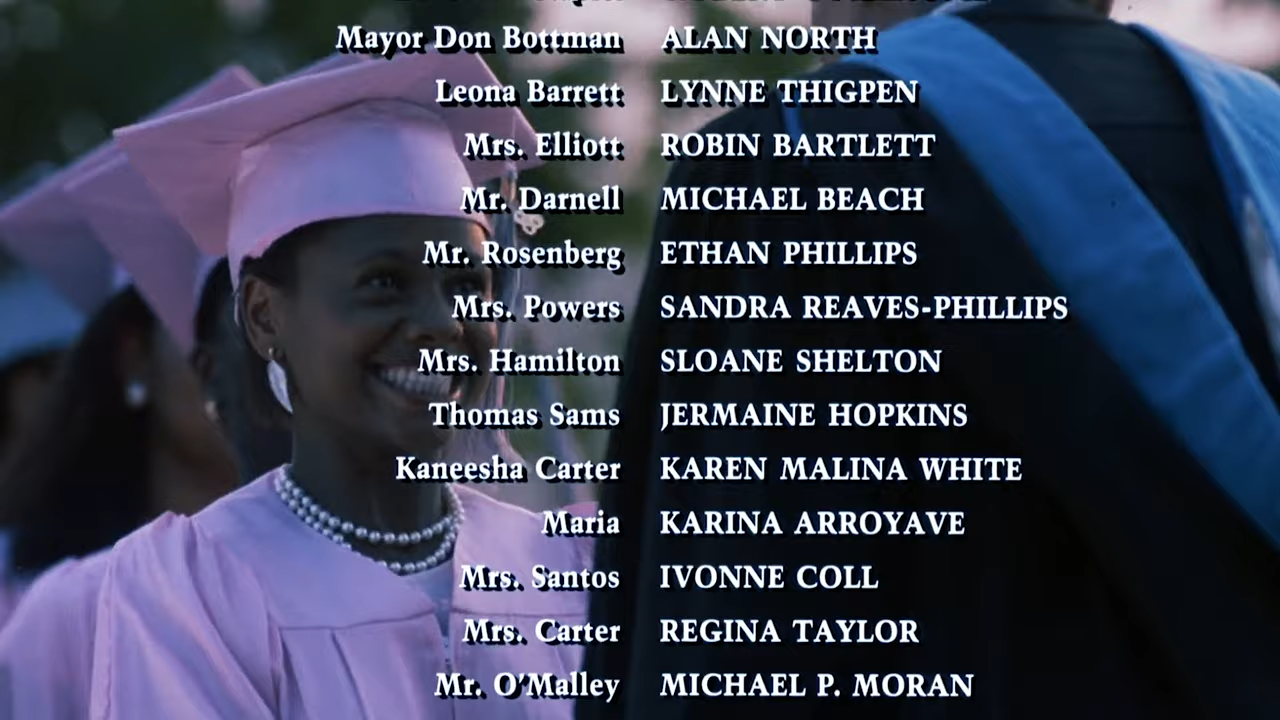 Mayor Don Bottman ALAN NORTH
Leona Barrett LYNNE THIGPEN
Mrs. Elliott ROBIN BARTLETT
Mr. Darnell MICHAEL BEACH
Mr. Rosenberg ETHAN PHILLIPS
Mrs. Powers SANDRA REAVES-PHILLIPS
Mrs. Hamilton SLOANE SHELTON
Thomas Sams JERMAINE HOPKINS
Kaneesha Carter KAREN MALINA WHITE
Maria KARINA ARROYAVE
Mrs. Santos IVONNE COLL
Mrs. Carter REGINA TAYLOR
Mr. O'Malley MICHAEL P. MORAN